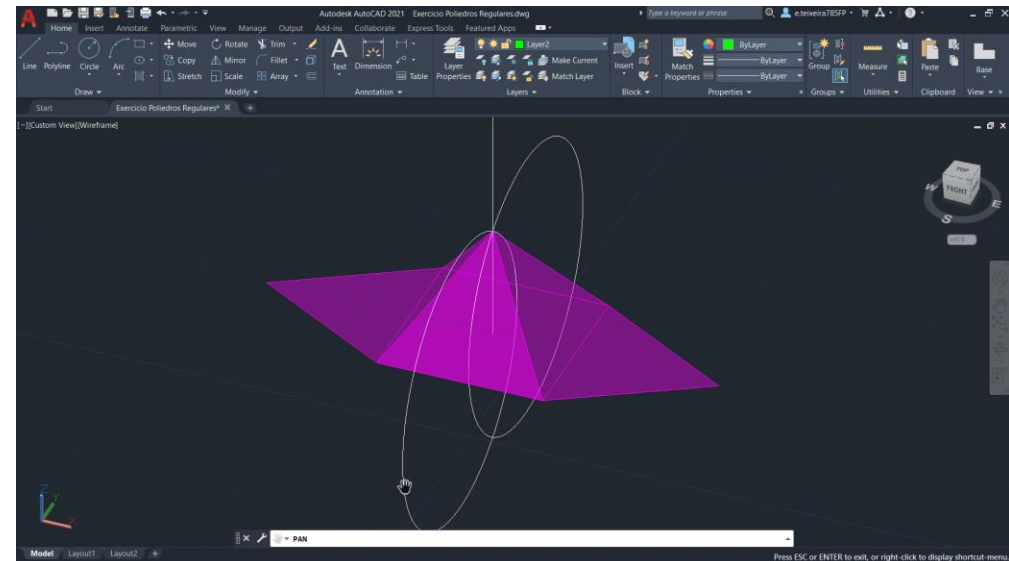 Autodesk AutoCAD 2021 Exercicio Poliedros Regulares.dwg
Type a keyword or phrase
e.teixeira785FP
Home Insert Annotate Parametric View Manage Output Add-ins Collaborate Express Tools Featured Apps
Move Rotate Trim
Copy Mirror Fillet
Stretch Scale Array
Line Polyline Circle Arc
Text Dimension Table
Layer Properties
Layer2
Make Current
Match Layer
Insert
Match Properties
ByLayer
ByLayer
ByLayer
Group Measure Paste Base
Draw Modify Annotation Layers Block Properties Groups Utilities Clipboard View
Start Exercicio Poliedros Regulares*
[-][Custom View][Wireframe]
TOP
FRONT
W
S
E
WCS
Z
Y
X
PAN
Model Layout1 Layout2
Press ESC or ENTER to exit, or right-click to display shortcut-menu.